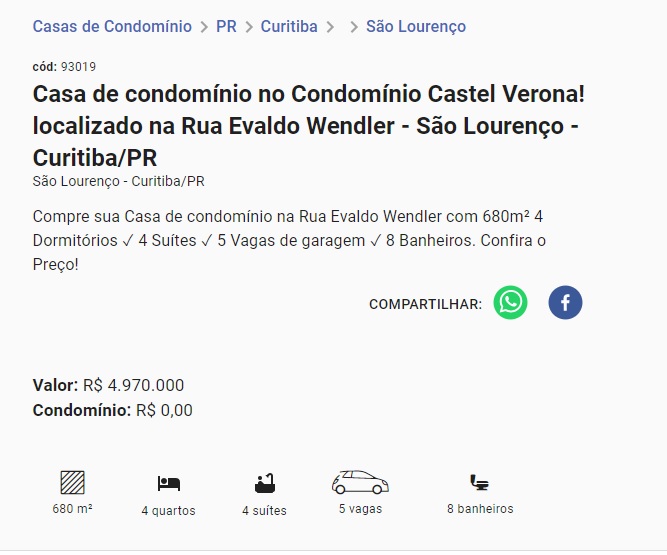 Casas de Condomínio > PR > Curitiba > > São Lourenço
cód: 93019
Casa de condomínio no Condomínio Castel Verona!
localizado na Rua Evaldo Wendler - São Lourenço -
Curitiba/PR
São Lourenço - Curitiba/PR
Compre sua Casa de condomínio na Rua Evaldo Wendler com 680m² 4
Dormitórios ✓ 4 Suítes ✓ 5 Vagas de garagem ✓ 8 Banheiros. Confira o
Preço!
COMPARTILHAR:
Valor: R$ 4.970.000
Condomínio: R$ 0,00
680 m² 4 quartos 4 suítes 5 vagas 8 banheiros